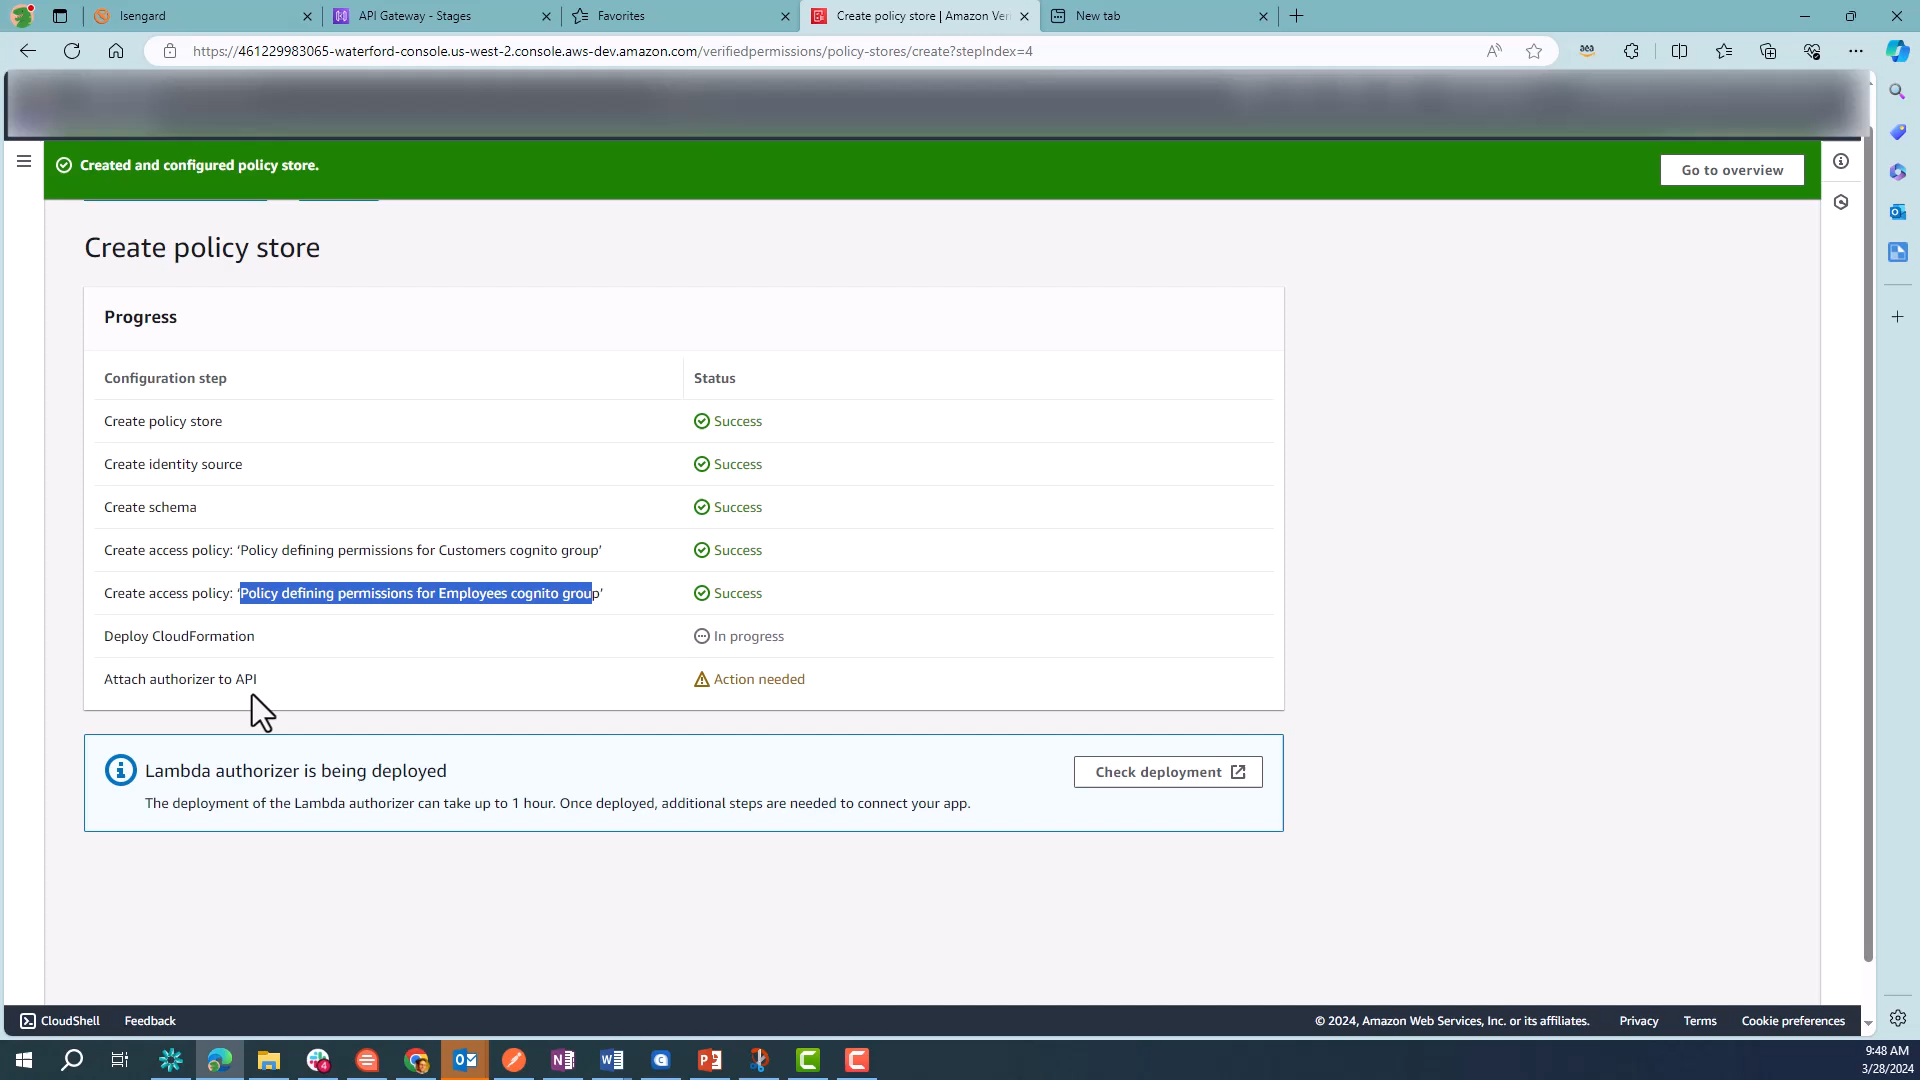 Isengard
API Gateway - Stages
Favorites
Create policy store | Amazon Ver
New tab
https://461229983065-waterford-console.us-west-2.console.aws-dev.amazon.com/verifiedpermissions/policy-stores/create?stepIndex=4
Created and configured policy store.
Go to overview
Create policy store
Progress
Configuration step
Status
Create policy store
Success
Create identity source
Success
Create schema
Success
Create access policy: ‘Policy defining permissions for Customers cognito group’
Success
Create access policy: ‘Policy defining permissions for Employees cognito group’
Success
Deploy CloudFormation
In progress
Attach authorizer to API
Action needed
Lambda authorizer is being deployed
Check deployment
The deployment of the Lambda authorizer can take up to 1 hour. Once deployed, additional steps are needed to connect your app.
CloudShell
Feedback
© 2024, Amazon Web Services, Inc. or its affiliates.
Privacy
Terms
Cookie preferences
9:48 AM
3/28/2024